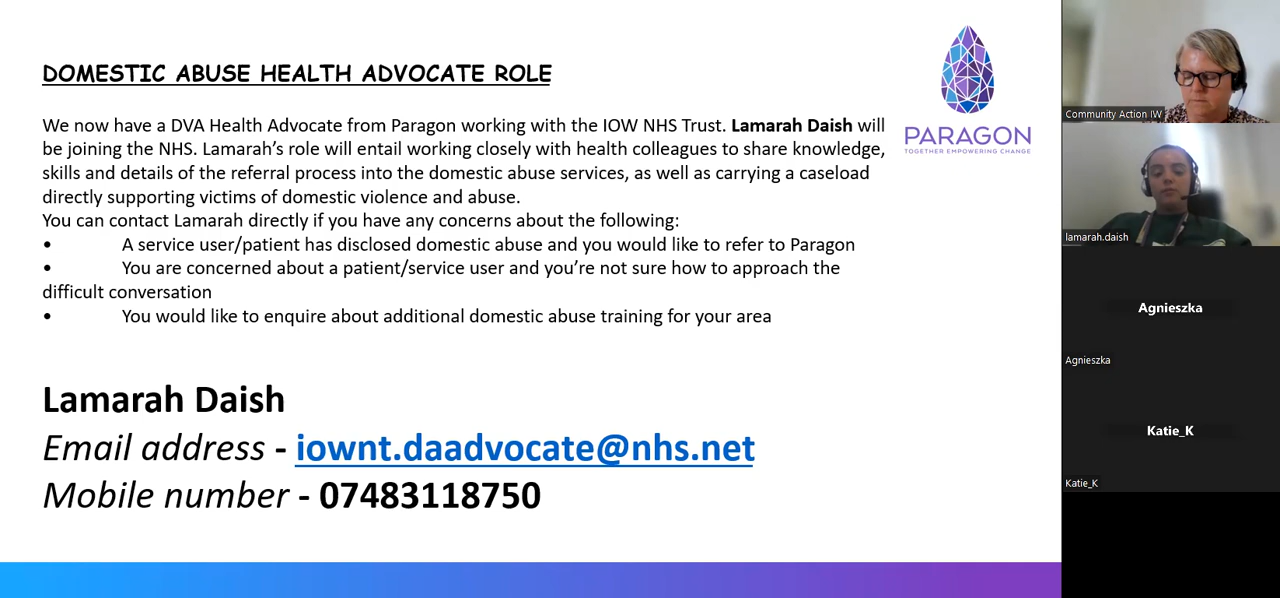 DOMESTIC ABUSE HEALTH ADVOCATE ROLE
We now have a DVA Health Advocate from Paragon working with the IOW NHS Trust. Lamarah Daish will
be joining the NHS. Lamarah’s role will entail working closely with health colleagues to share knowledge,
skills and details of the referral process into the domestic abuse services, as well as carrying a caseload
directly supporting victims of domestic violence and abuse.
You can contact Lamarah directly if you have any concerns about the following:
• A service user/patient has disclosed domestic abuse and you would like to refer to Paragon
• You are concerned about a patient/service user and you’re not sure how to approach the
difficult conversation
• You would like to enquire about additional domestic abuse training for your area
Lamarah Daish
Email address - iownt.daadvocate@nhs.net
Mobile number - 07483118750
PARAGON
TOGETHER EMPOWERING CHANGE
Community Action IW
lamarah.daish
Agnieszka
Agnieszka
Katie_K
Katie_K